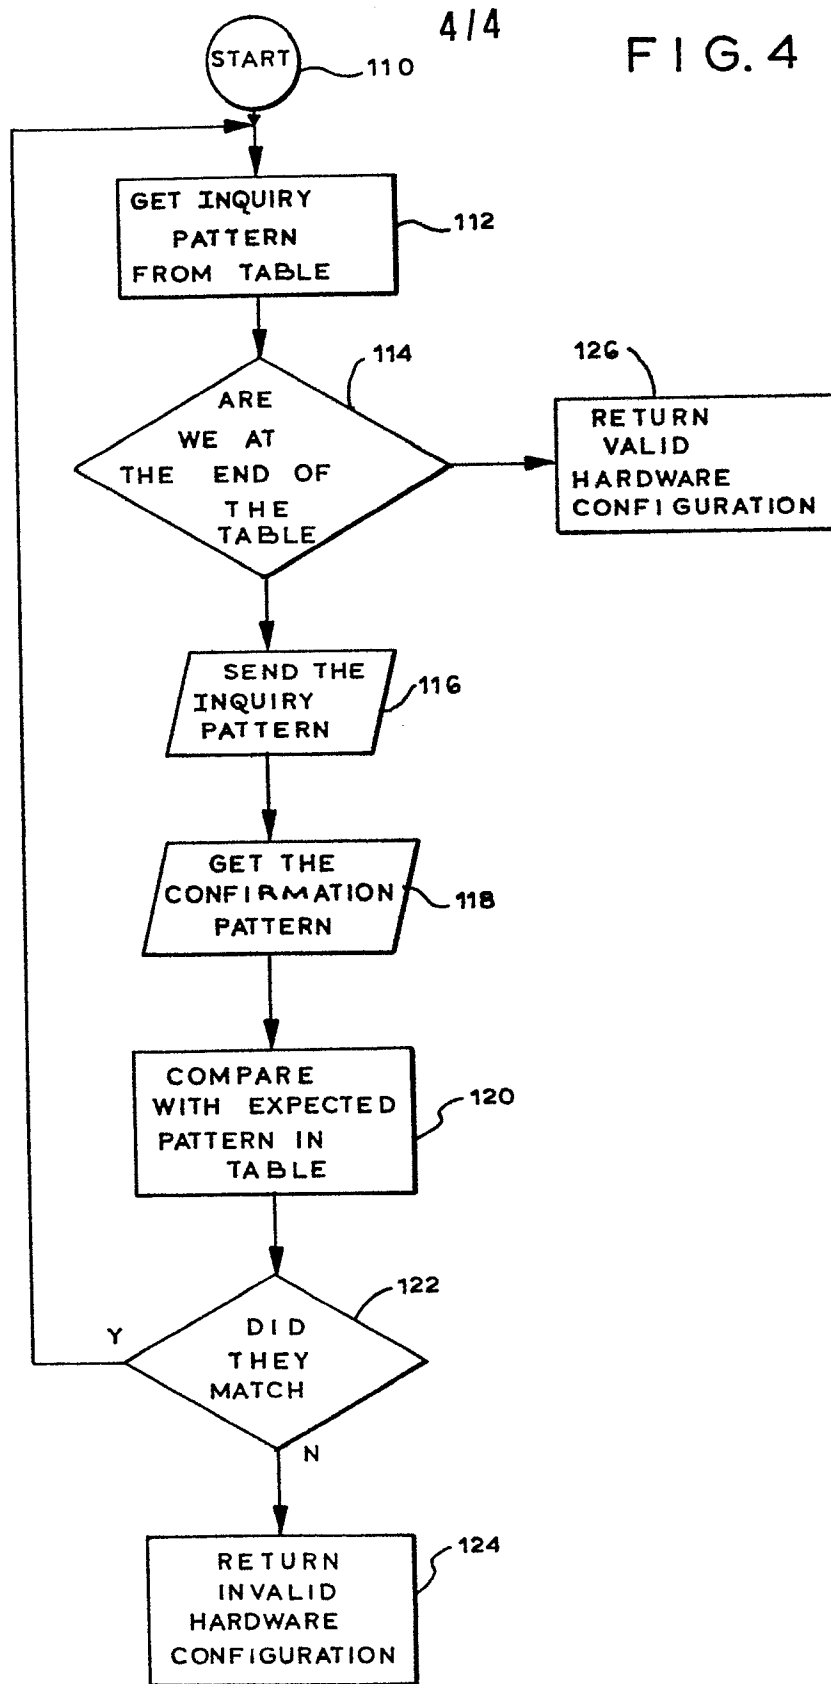 4/4
FIG. 4
START
110
GET INQUIRY
PATTERN
FROM TABLE
112
ARE
WE AT
THE END OF
THE
TABLE
114
126
RETURN
VALID
HARDWARE
CONFIGURATION
SEND THE
INQUIRY
PATTERN
116
GET THE
CONFIRMATION
PATTERN
118
COMPARE
WITH EXPECTED
PATTERN IN
TABLE
120
DID
THEY
MATCH
122
Y
N
RETURN
INVALID
HARDWARE
CONFIGURATION
124